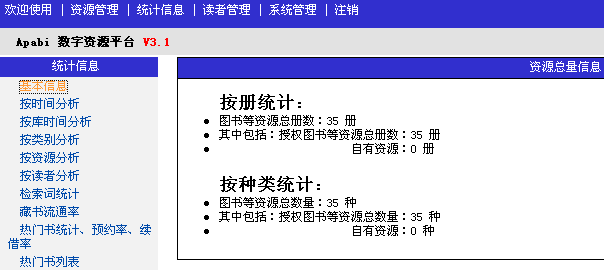 欢迎使用 | 资源管理 | 统计信息 | 读者管理 | 系统管理 | 注销
Apabi 数字资源平台 V3.1
统计信息
基本信息
按时间分析
按库时间分析
按类别分析
按资源分析
按读者分析
检索词统计
藏书流通率
热门书统计、预约率、续
借率
热门书列表
资源总量信息
按册统计：
图书等资源总册数：35 册
其中包括：授权图书等资源总册数：35 册
自有资源：0 册
按种类统计：
图书等资源总数量：35 种
其中包括：授权图书等资源总数量：35 种
自有资源：0 种